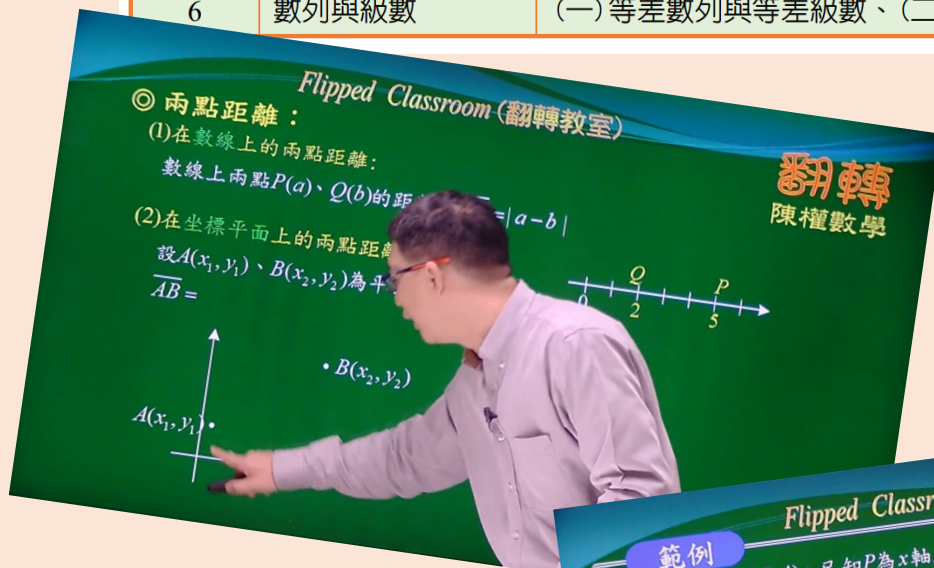 6 數列與級數 (一)等差數列與等差級數、(二
Flipped Classroom (翻轉教室)
◎ 兩點距離：
(1)在數線上的兩點距離:
數線上兩點P(a)、Q(b)的距 =|a−b|
翻轉
陳權數學
(2)在坐標平面上的兩點距離
設A(x₁, y₁)、B(x₂, y₂)為平
AB =
Q P
0 2 5
B(x₂, y₂)
A(x₁, y₁)
Flipped Classr
範例
知P為x軸